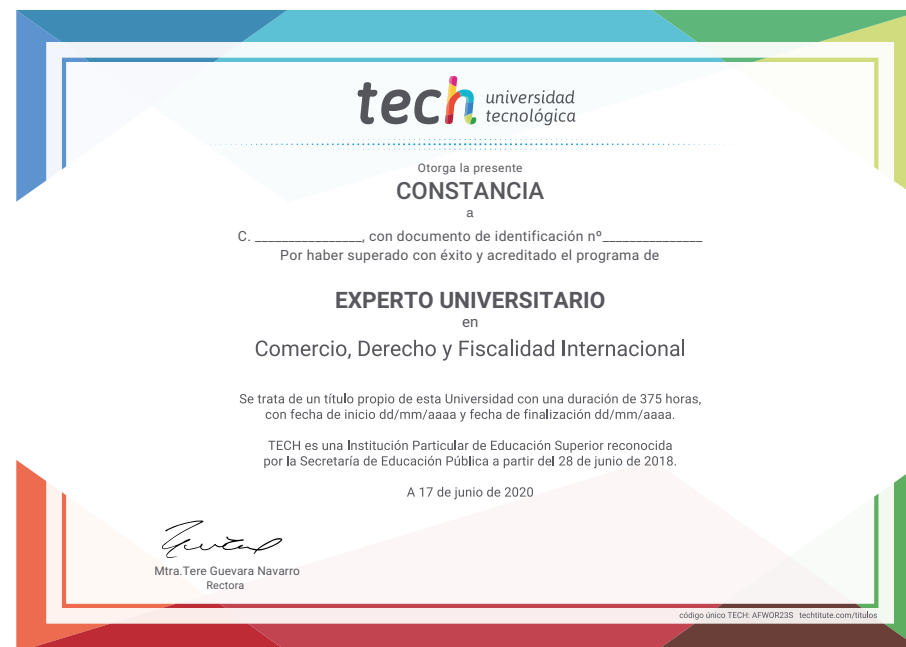 tech universidad
tecnológica
Otorga la presente
CONSTANCIA
a
C. ________________, con documento de identificación nº_______________
Por haber superado con éxito y acreditado el programa de
EXPERTO UNIVERSITARIO
en
Comercio, Derecho y Fiscalidad Internacional
Se trata de un título propio de esta Universidad con una duración de 375 horas,
con fecha de inicio dd/mm/aaaa y fecha de finalización dd/mm/aaaa.
TECH es una Institución Particular de Educación Superior reconocida
por la Secretaría de Educación Pública a partir del 28 de junio de 2018.
A 17 de junio de 2020
Mtra.Tere Guevara Navarro
Rectora
código único TECH: AFWOR23S techtitute.com/titulos